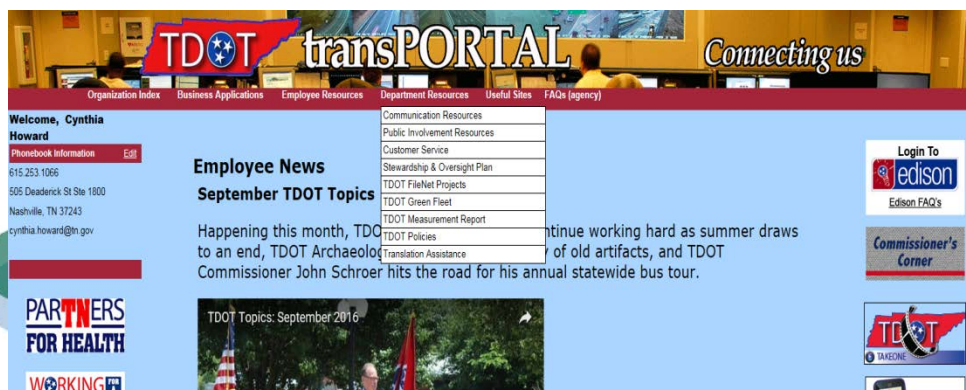 TDOT transPORTAL Connecting us
Organization Index Business Applications Employee Resources Department Resources Useful Sites FAQs (agency)
Welcome, Cynthia
Howard
Phonebook Information Edit
615.253.1066
505 Deaderick St Ste 1800
Nashville, TN 37243
cynthia.howard@tn.gov
PARTNERS
FOR HEALTH
WORKING
Communication Resources
Public Involvement Resources
Customer Service
Stewardship & Oversight Plan
TDOT FileNet Projects
TDOT Green Fleet
TDOT Measurement Report
TDOT Policies
Translation Assistance
Employee News
September TDOT Topics
Happening this month, TDO ntinue working hard as summer draws
to an end, TDOT Archaeolog y of old artifacts, and TDOT
Commissioner John Schroer hits the road for his annual statewide bus tour.
TDOT Topics: September 2016
Login To
edison
Edison FAQ's
Commissioner's
Corner
TDOT
TAKEONE